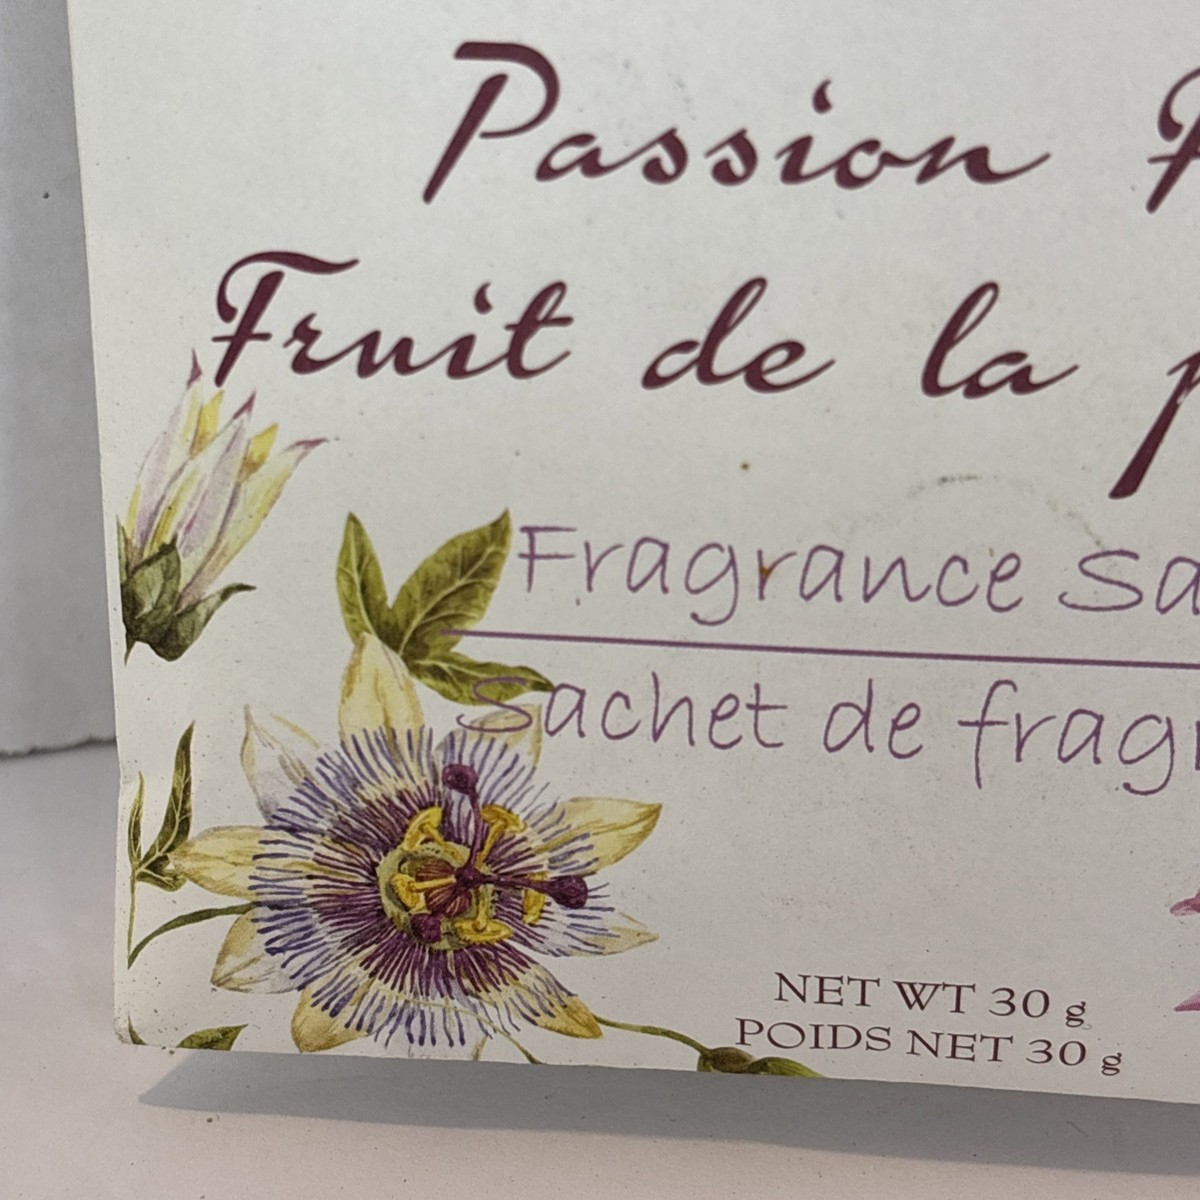 Passion
Fruit de la
Fragrance
Sachet de
NET WT 30 g
POIDS NET 30 g